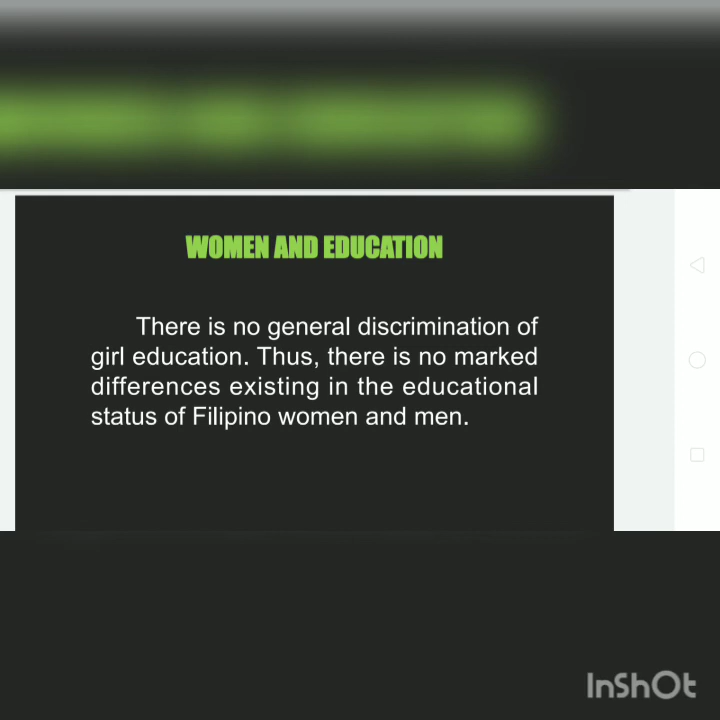 WOMEN AND EDUCATION
There is no general discrimination of
girl education. Thus, there is no marked
differences existing in the educational
status of Filipino women and men.
InShOt